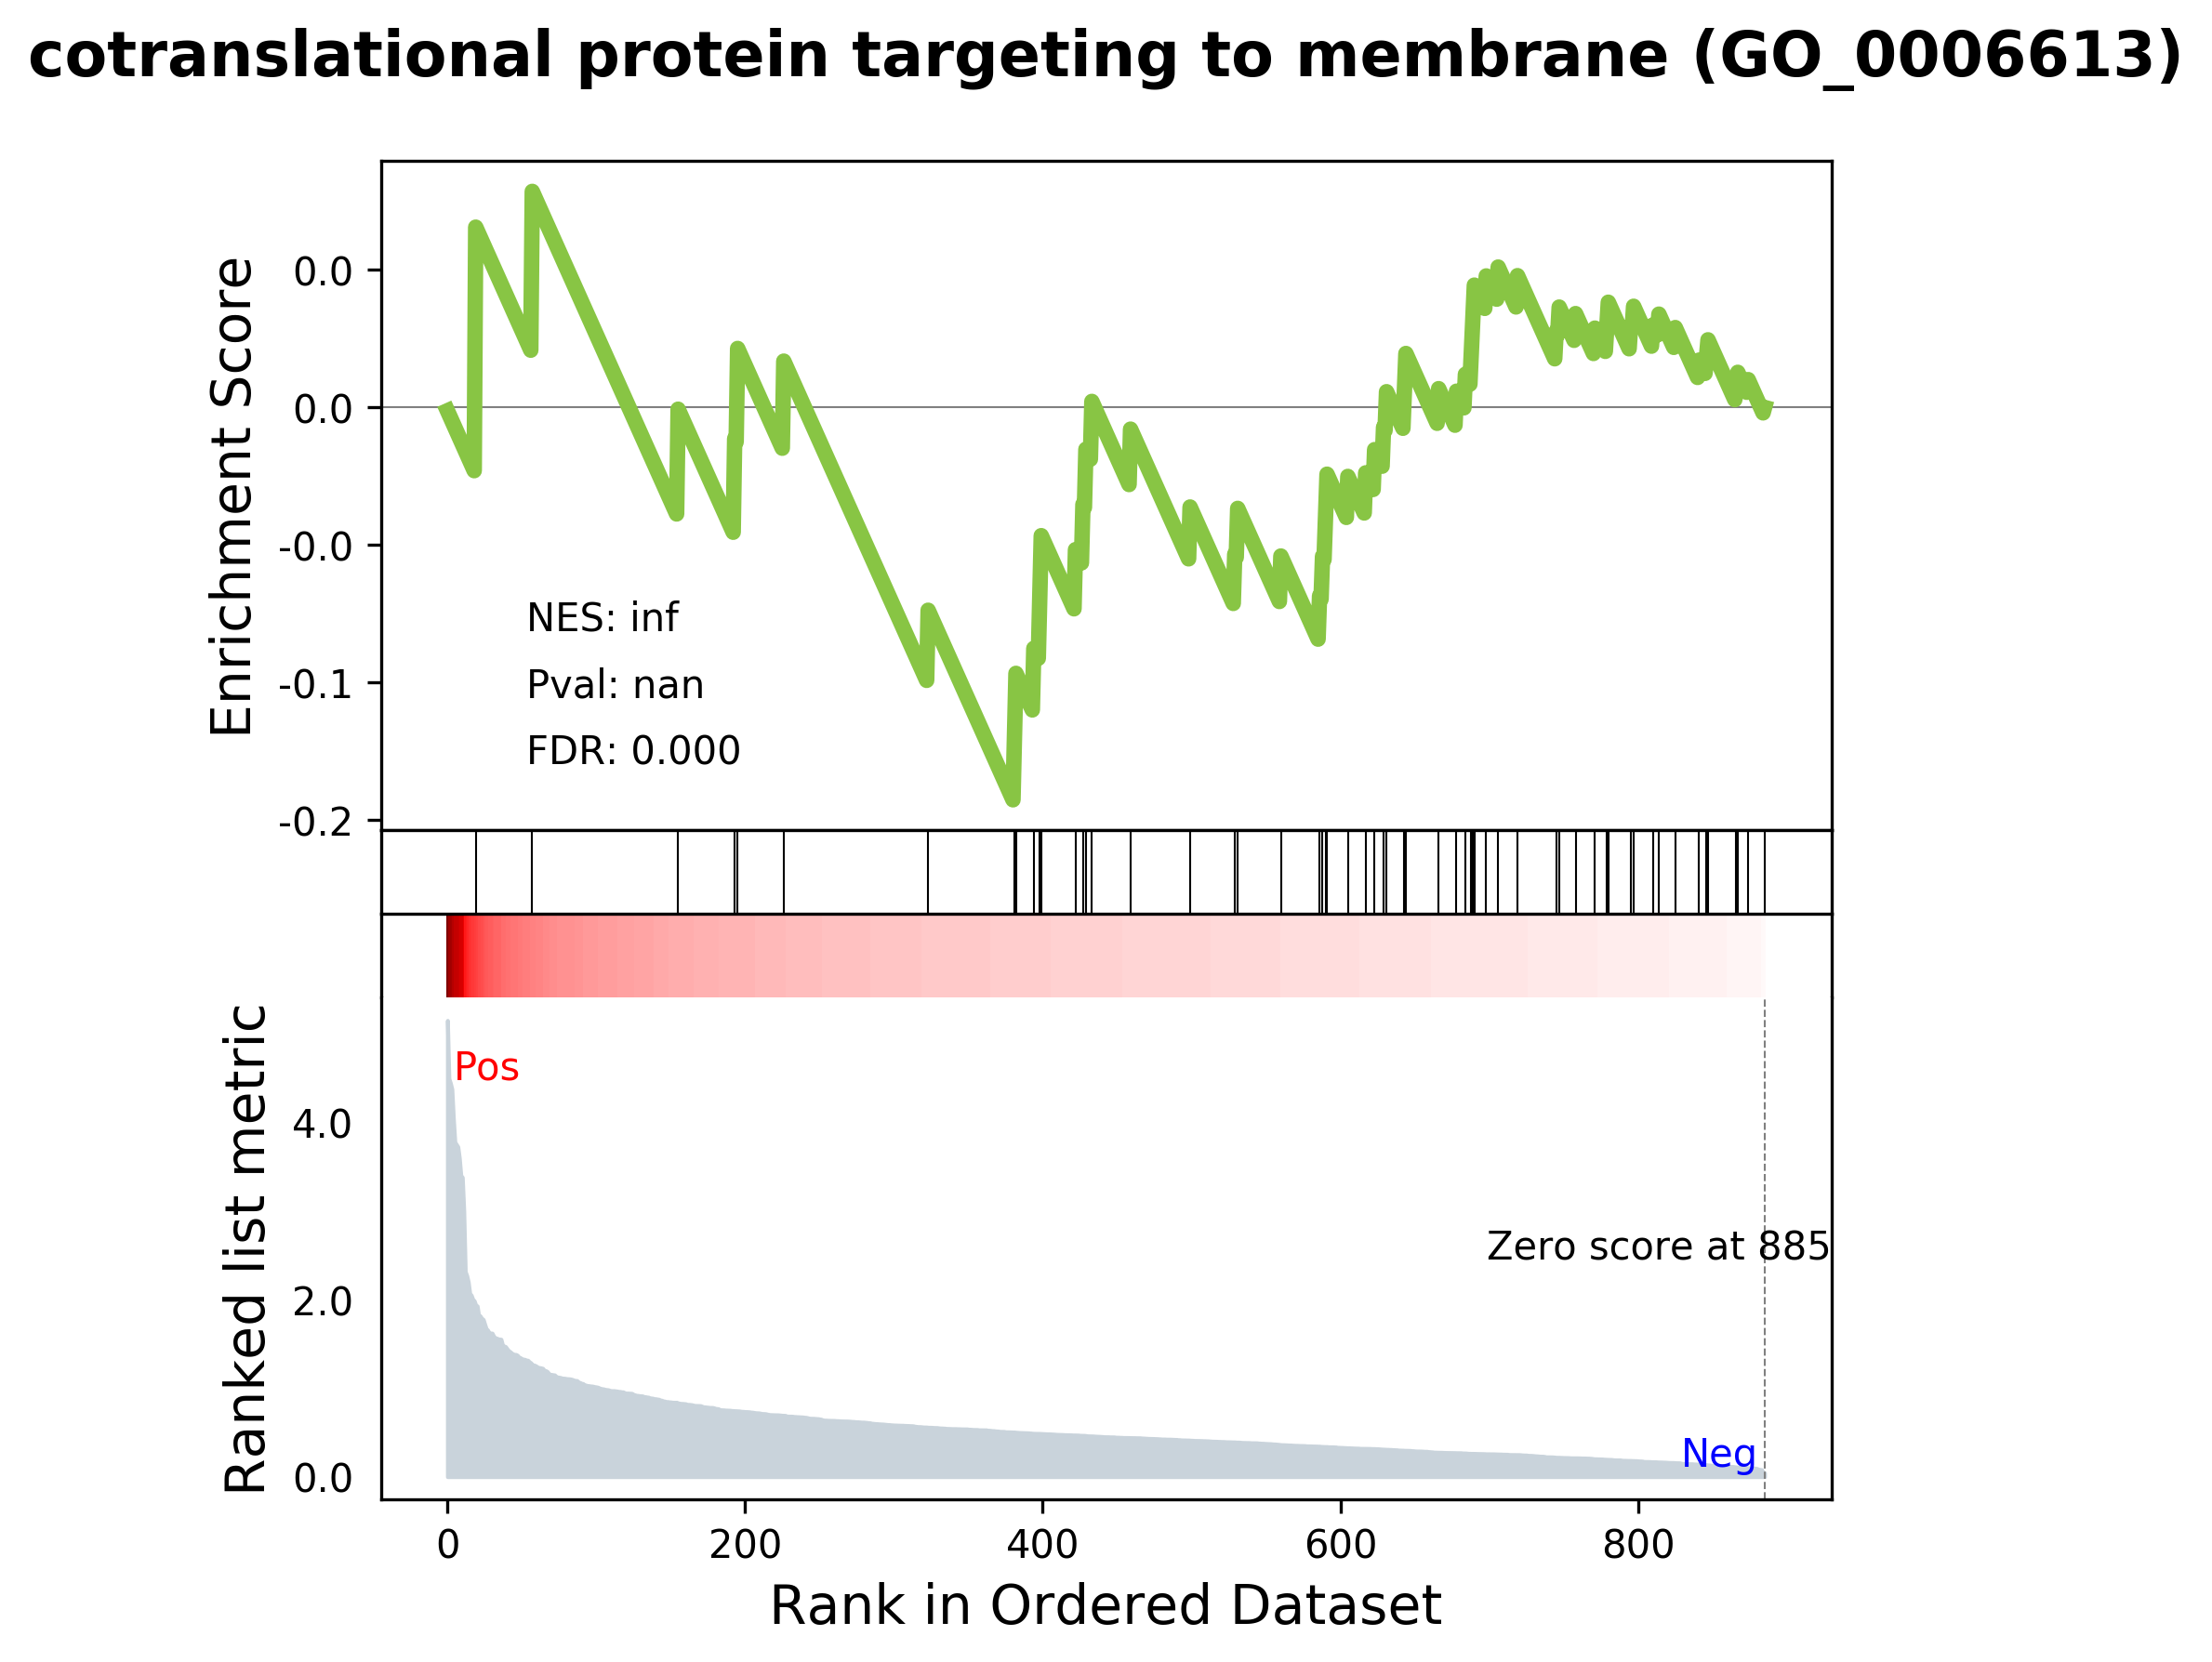 cotranslational protein targeting to membrane (GO_0006613)
Enrichment Score
0.0
0.0
-0.0
-0.1
-0.2
NES: inf
Pval: nan
FDR: 0.000
Ranked list metric
4.0
2.0
0.0
Pos
Zero score at 885
Neg
0 200 400 600 800
Rank in Ordered Dataset